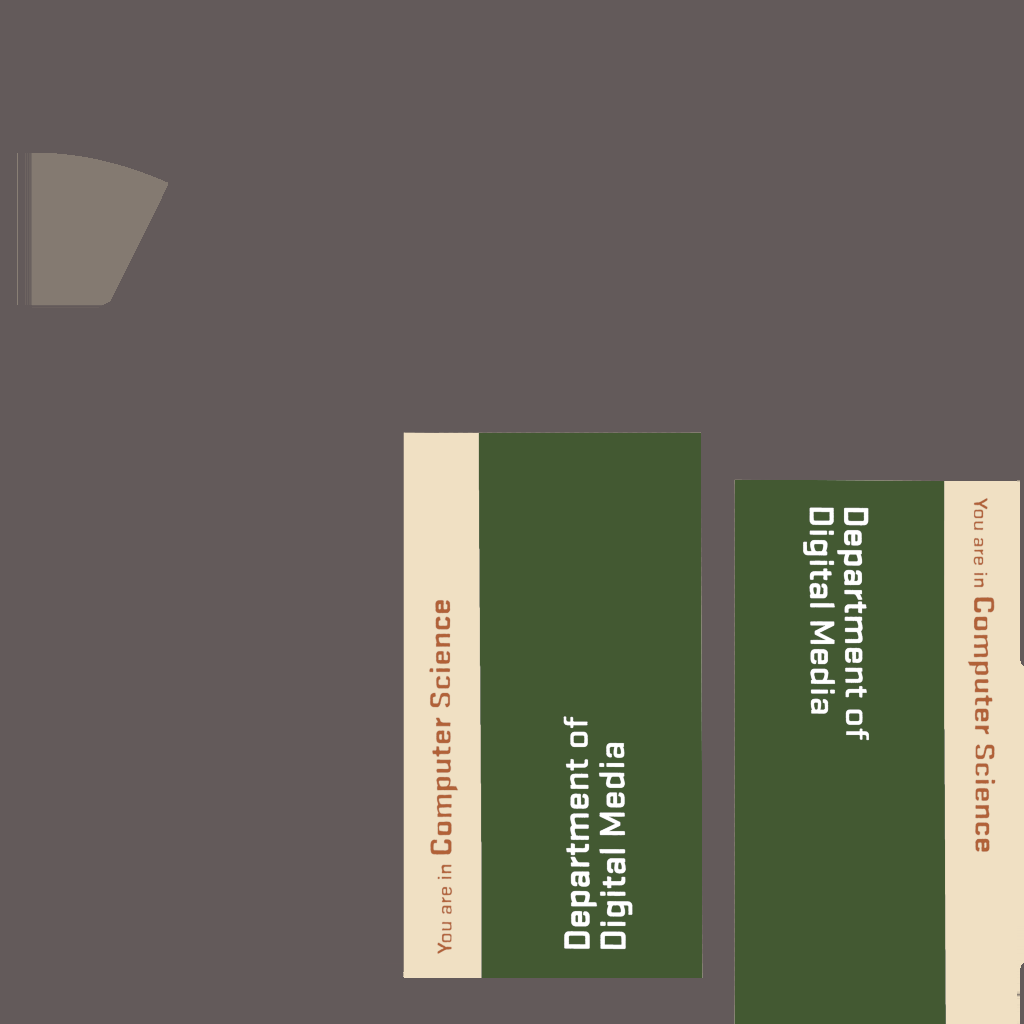 You are in Computer Science
Department of
Digital Media
You are in Computer Science
Department of
Digital Media